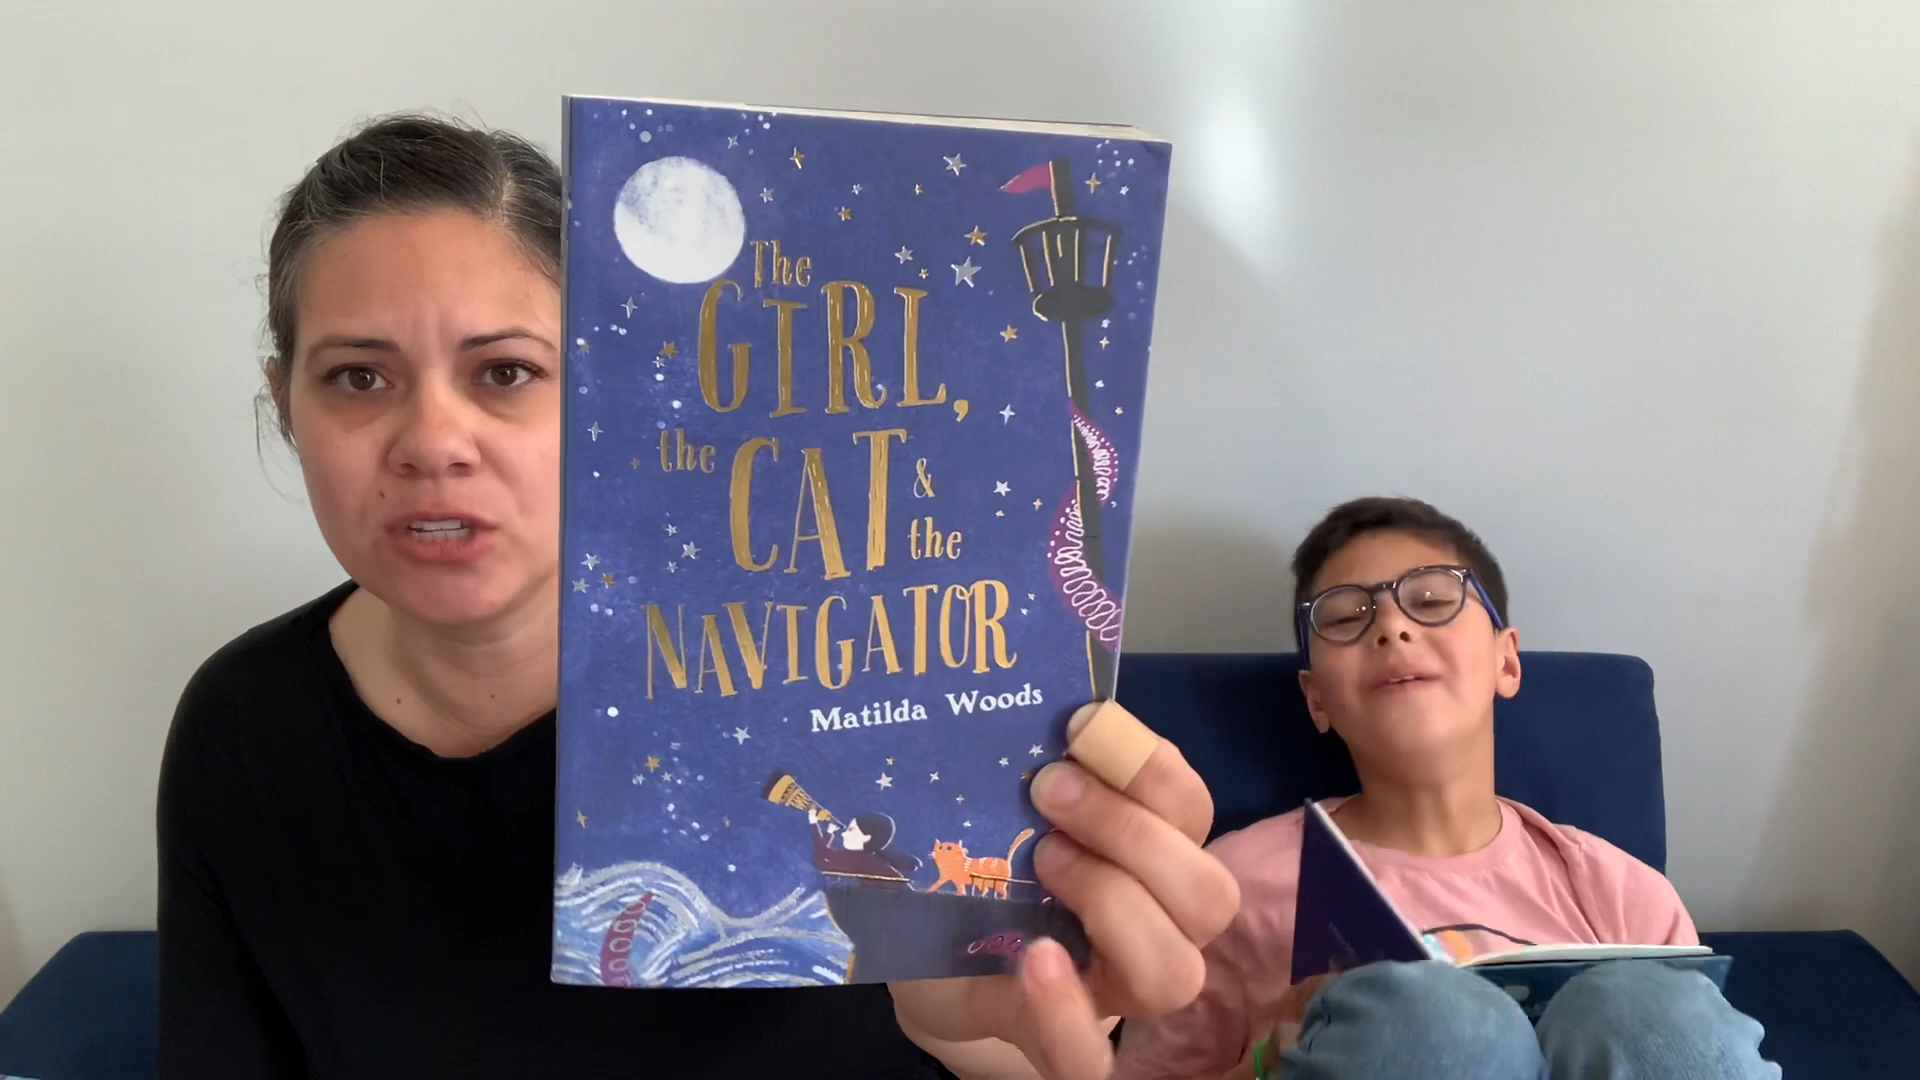 The
GIRL,
the CAT & the
NAVIGATOR
Matilda Woods